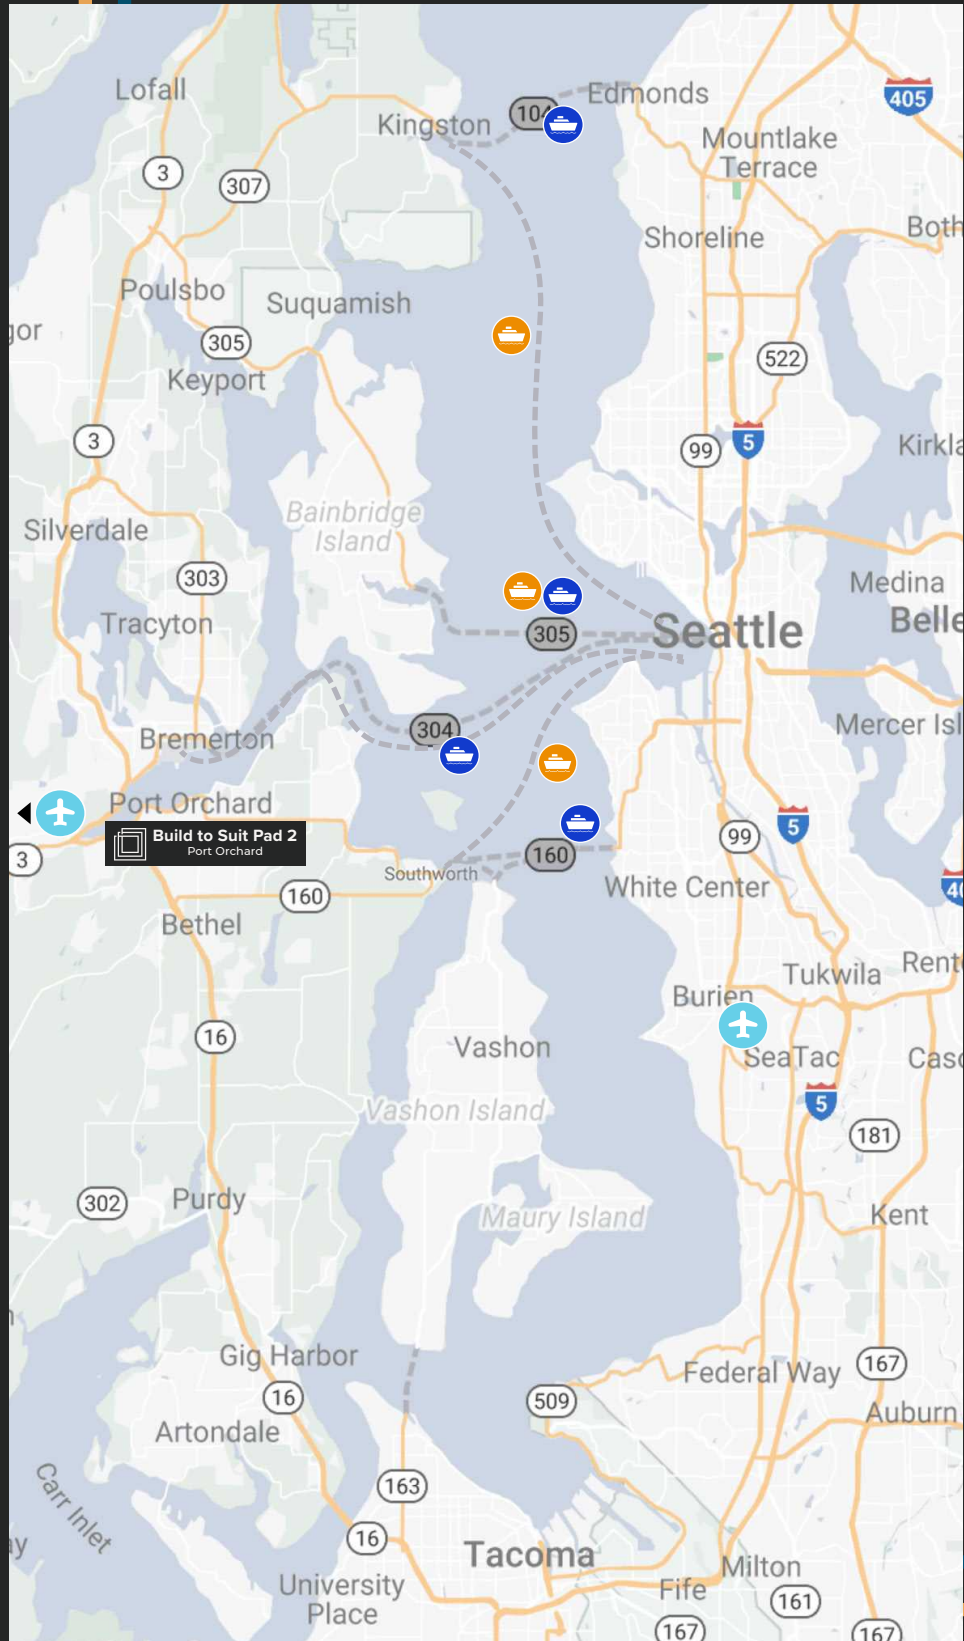 Lofall
Edmonds
405
104
Kingston
Mountlake
Terrace
3
307
Both
Shoreline
Poulsbo
Suquamish
gor
305
522
Keyport
3
99
5
Kirkla
Bainbridge
Island
Silverdale
303
Medina
Tracyton
305
Seattle
Belle
304
Bremerton
Mercer Isl
Port Orchard
5
99
Build to Suit Pad 2
Port Orchard
3
160
Southworth
White Center
40
160
Bethel
Tukwila
Rent
Burien
16
Vashon
SeaTac
Casc
Vashon Island
5
181
302
Purdy
Maury Island
Kent
Gig Harbor
167
Federal Way
16
509
Auburn
Artondale
Carr Inlet
163
16
ay
Tacoma
Milton
University
Place
Fife
161
167
167